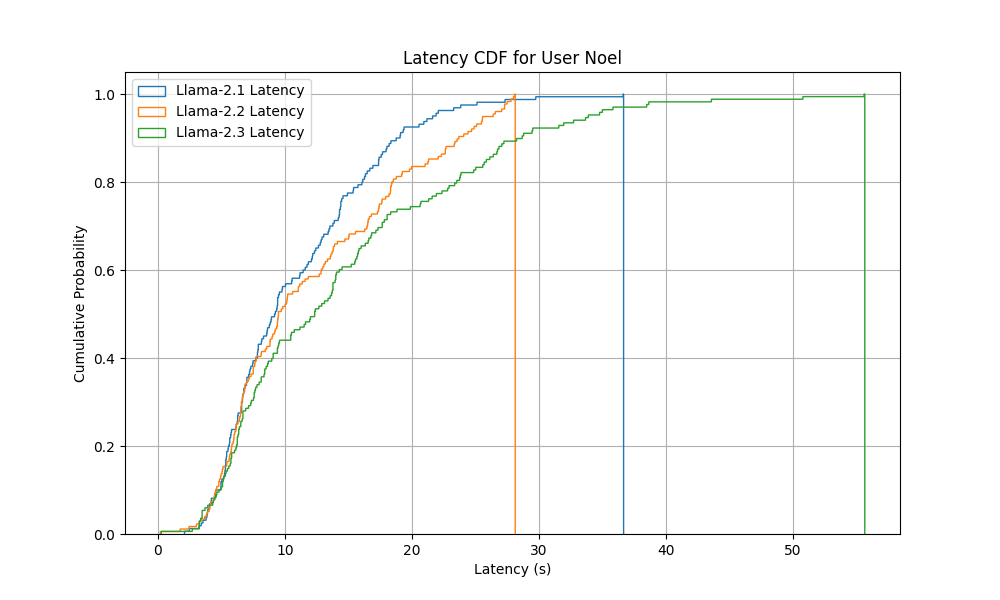 Latency CDF for User Noel
Llama-2.1 Latency
Llama-2.2 Latency
Llama-2.3 Latency
Cumulative Probability
1.0
0.8
0.6
0.4
0.2
0.0
0 10 20 30 40 50
Latency (s)